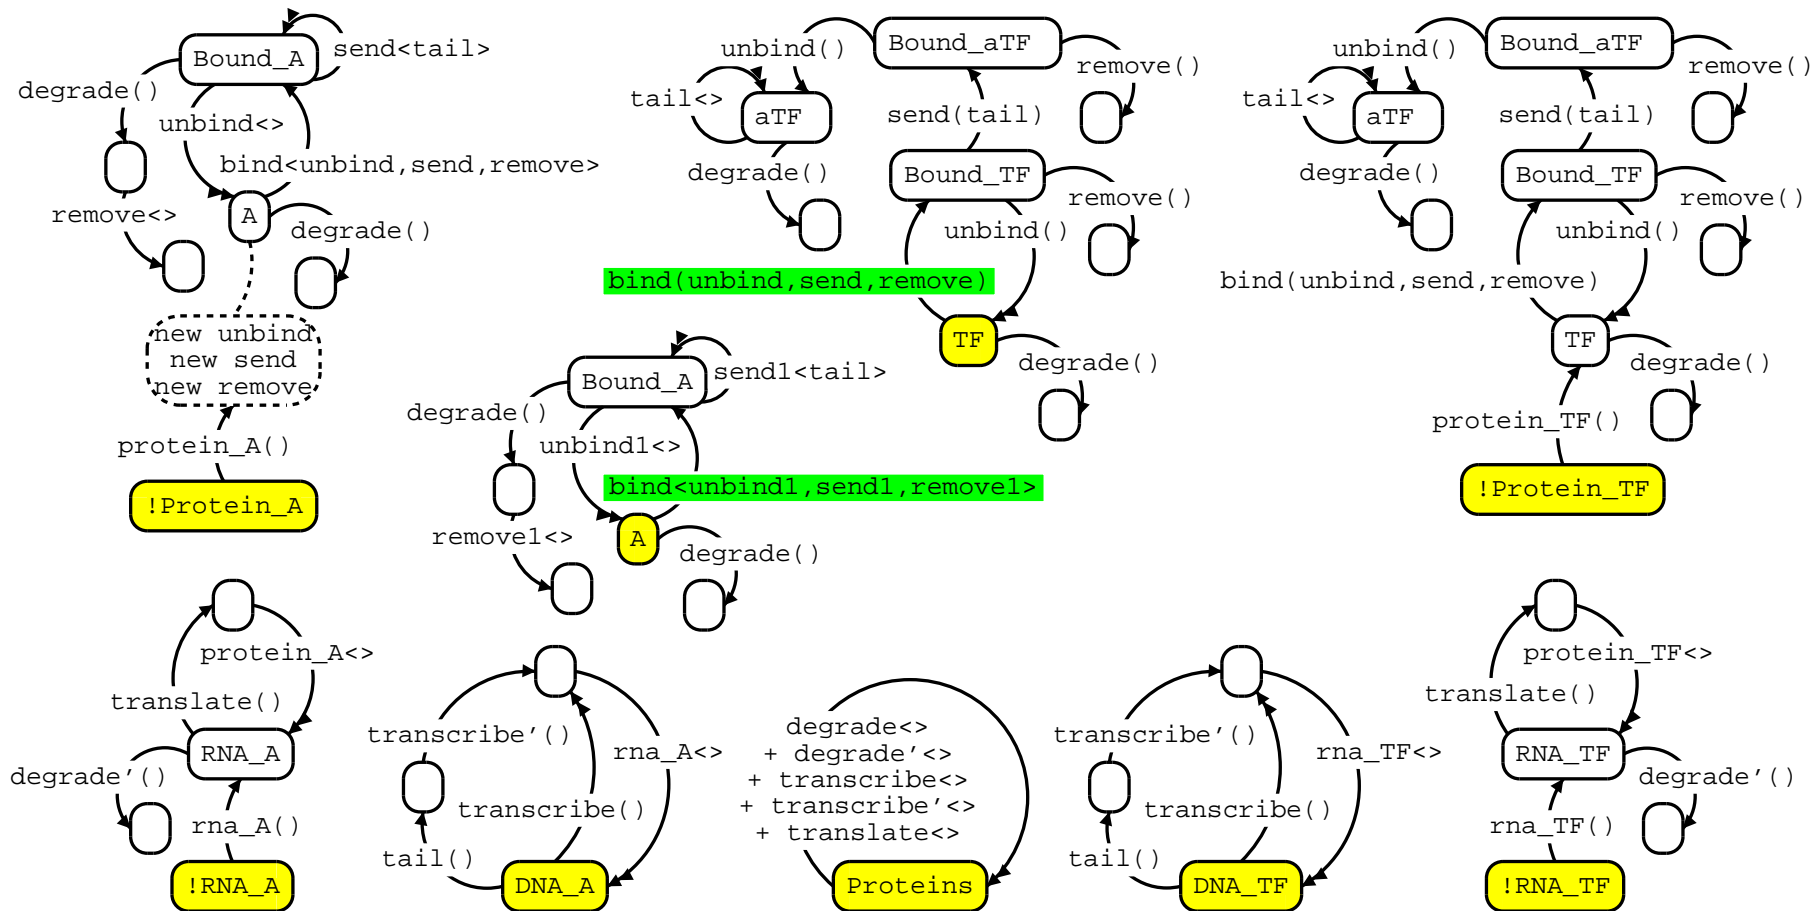 Bound_A
send<tail>
degrade()
unbind<>
bind<unbind,send,remove>
remove<>
A
degrade()
new unbind
new send
new remove
protein_A()
!Protein_A
unbind()
Bound_aTF
remove()
tail<>
aTF
send(tail)
degrade()
Bound_TF
remove()
unbind()
bind(unbind,send,remove)
TF
degrade()
unbind()
Bound_aTF
remove()
tail<>
aTF
send(tail)
degrade()
Bound_TF
remove()
unbind()
bind(unbind,send,remove)
TF
degrade()
protein_TF()
!Protein_TF
Bound_A
send1<tail>
degrade()
unbind1<>
bind<unbind1,send1,remove1>
remove1<>
A
degrade()
protein_A<>
translate()
RNA_A
degrade'()
rna_A()
!RNA_A
transcribe'()
rna_A<>
transcribe()
tail()
DNA_A
degrade<>
+ degrade'<>
+ transcribe<>
+ transcribe'<>
+ translate<>
Proteins
transcribe'()
rna_TF<>
transcribe()
tail()
DNA_TF
protein_TF<>
translate()
RNA_TF
degrade'()
rna_TF()
!RNA_TF